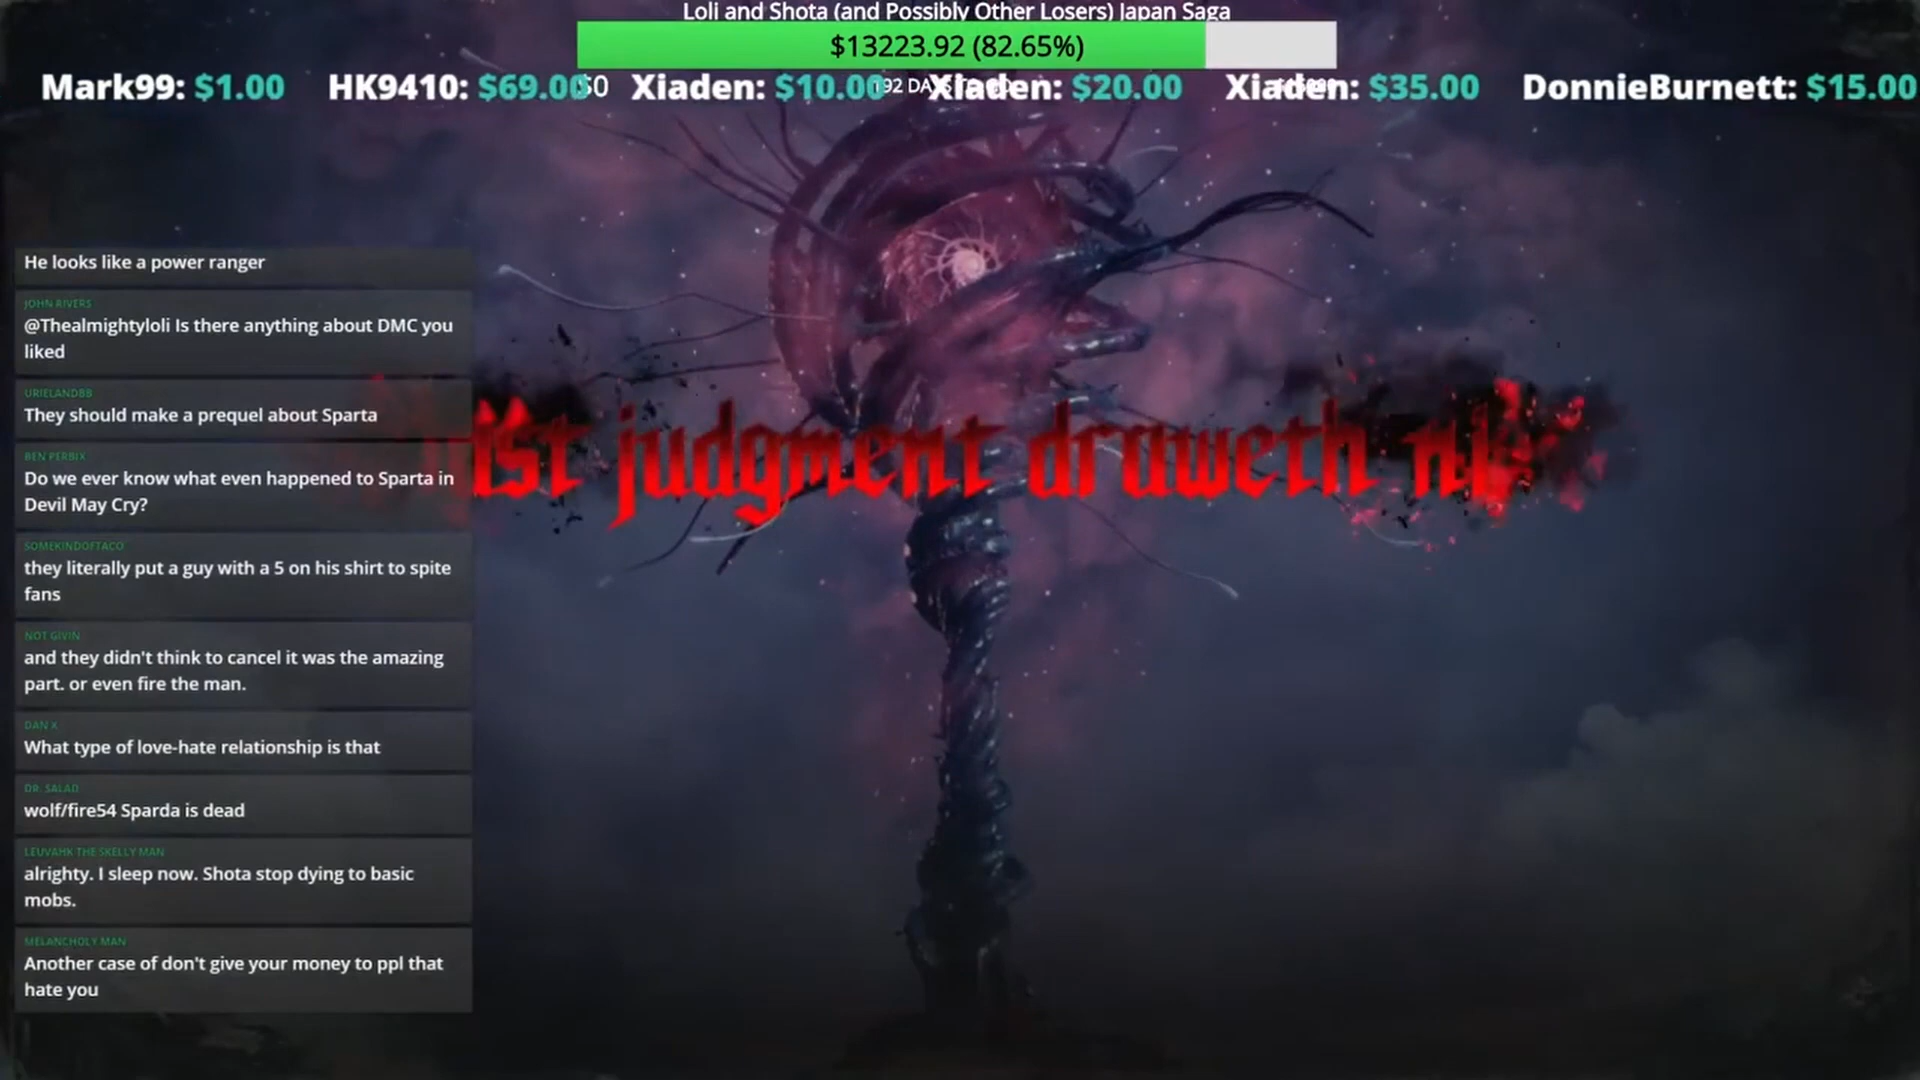 Loli and Shota (and Possibly Other Losers) Japan Saga
$13223.92 (82.65%)
Mark99: $1.00 HK9410: $69.00 $0 Xiaden: $10.00 192 Xiaden: $20.00 Xiaden: $35.00 DonnieBurnett: $15.00
He looks like a power ranger
JOHN RIVERS
@Thealmightyloli Is there anything about DMC you
liked
URIELANDBB
They should make a prequel about Sparta
BEN PERBIX
Do we ever know what even happened to Sparta in
Devil May Cry?
SOMEKINDOFTACO
they literally put a guy with a 5 on his shirt to spite
fans
NOT GIVIN
and they didn't think to cancel it was the amazing
part. or even fire the man.
DAN X
What type of love-hate relationship is that
DR. SALAD
wolf/fire54 Sparda is dead
LEUVAHK THE SKELLY MAN
alrighty. I sleep now. Shota stop dying to basic
mobs.
MELANCHOLY MAN
Another case of don't give your money to ppl that
hate you
judgment draweth